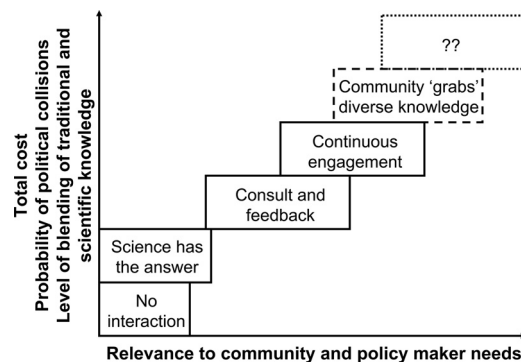 Total cost
Probability of political collisions
Level of blending of traditional and
scientific knowledge
??
Community ‘grabs’
diverse knowledge
Continuous
engagement
Consult and
feedback
Science has
the answer
No
interaction
Relevance to community and policy maker needs